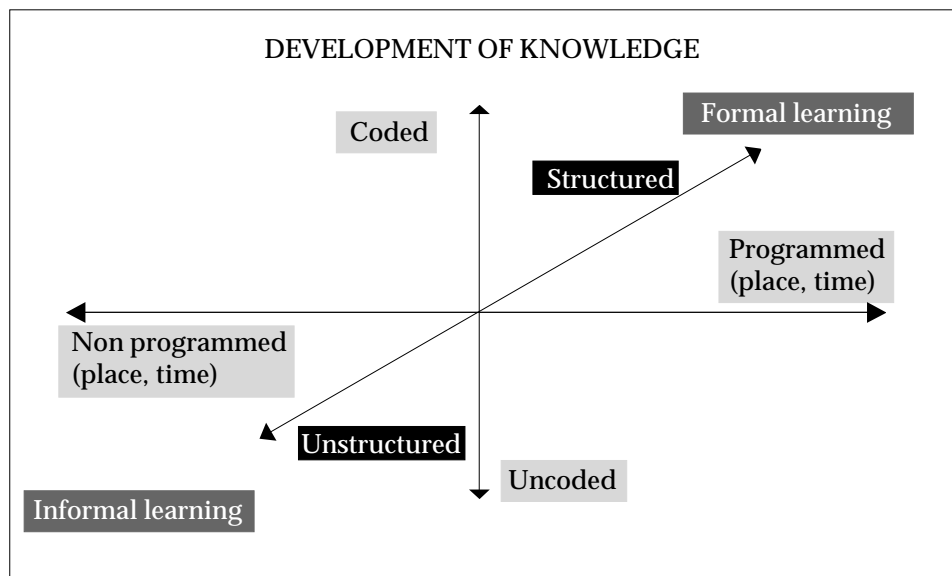 DEVELOPMENT OF KNOWLEDGE
Formal learning
Coded
Structured
Programmed
(place, time)
Non programmed
(place, time)
Unstructured
Uncoded
Informal learning